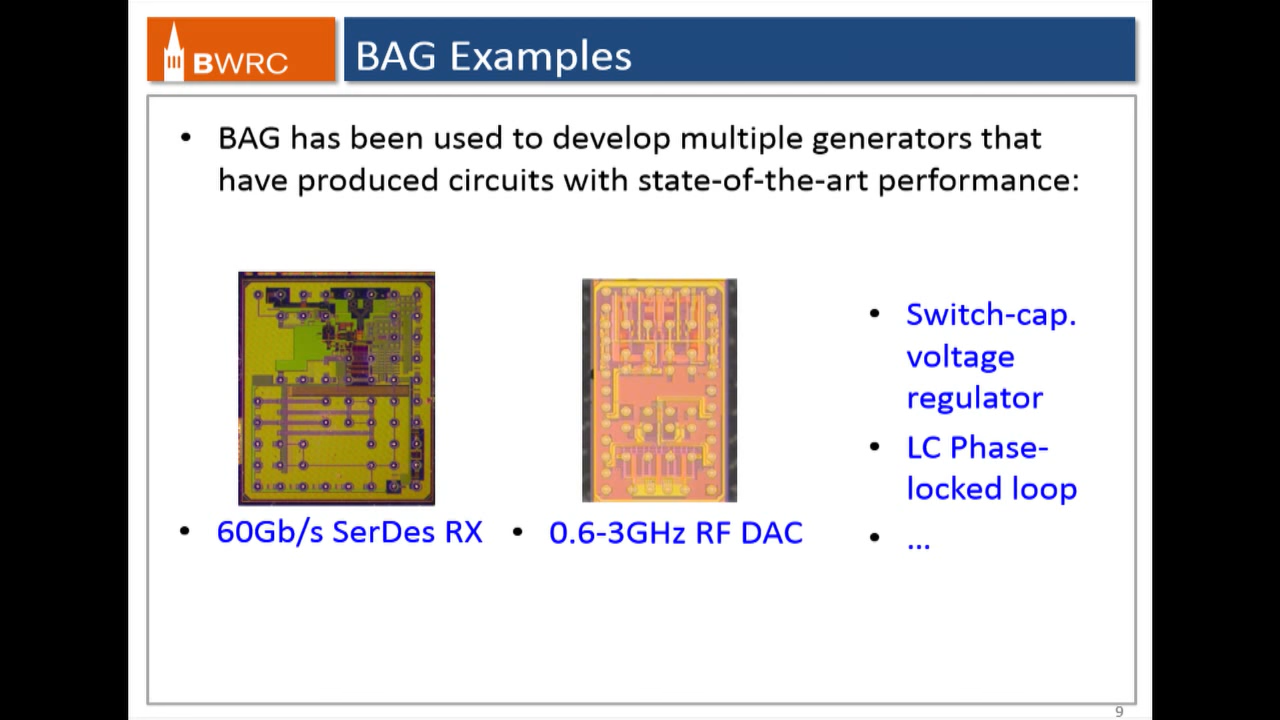 BWRC
BAG Examples
• BAG has been used to develop multiple generators that
have produced circuits with state-of-the-art performance:
• 60Gb/s SerDes RX
• 0.6-3GHz RF DAC
• Switch-cap.
voltage
regulator
• LC Phase-
locked loop
• ...
9